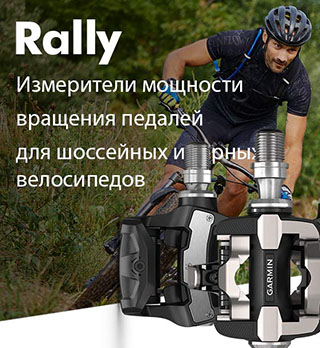 Rally
Измерители мощности
вращения педалей
для шоссейных и
велосипедов
GARMIN